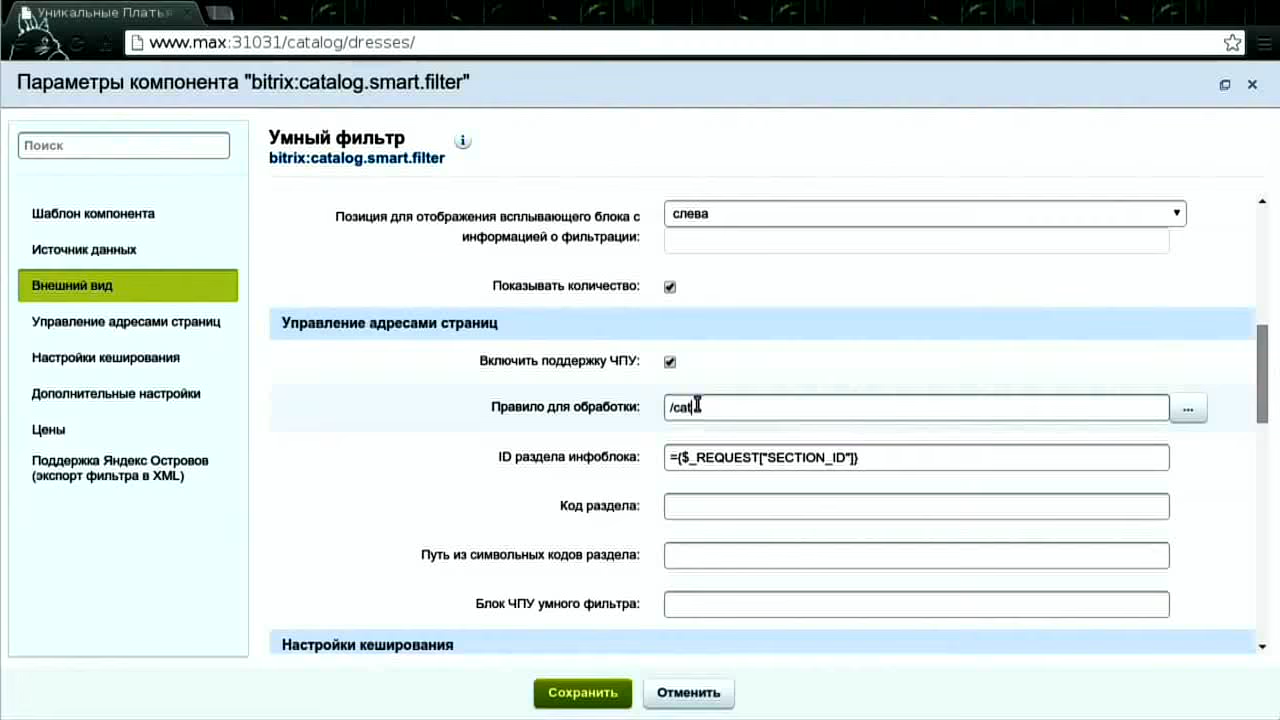 Уникальные Плать
www.max:31031/catalog/dresses/
Параметры компонента "bitrix:catalog.smart.filter"
Поиск
Шаблон компонента
Источник данных
Внешний вид
Управление адресами страниц
Настройки кеширования
Дополнительные настройки
Цены
Поддержка Яндекс Островов
(экспорт фильтра в XML)
Умный фильтр
bitrix:catalog.smart.filter
Позиция для отображения всплывающего блока с
информацией о фильтрации:
слева
Показывать количество:
Управление адресами страниц
Включить поддержку ЧПУ:
Правило для обработки:
/cat
...
ID раздела инфоблока:
={$_REQUEST["SECTION_ID"]}
Код раздела:
Путь из символьных кодов раздела:
Блок ЧПУ умного фильтра:
Настройки кеширования
Сохранить
Отменить